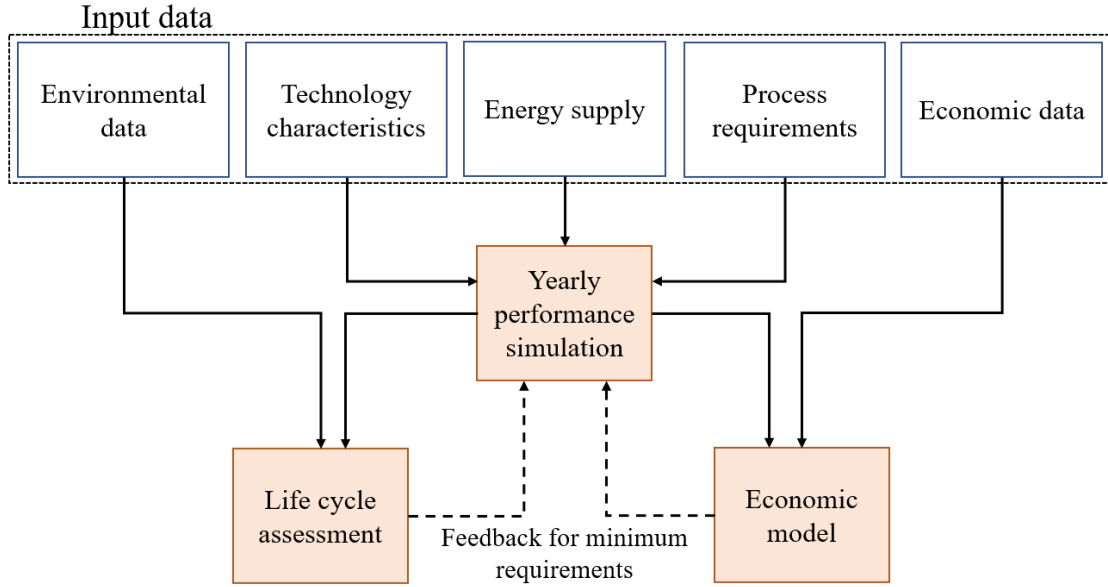 Input data
Environmental
data
Technology
characteristics
Energy supply
Process
requirements
Economic data
Yearly
performance
simulation
Life cycle
assessment
Feedback for minimum
requirements
Economic
model